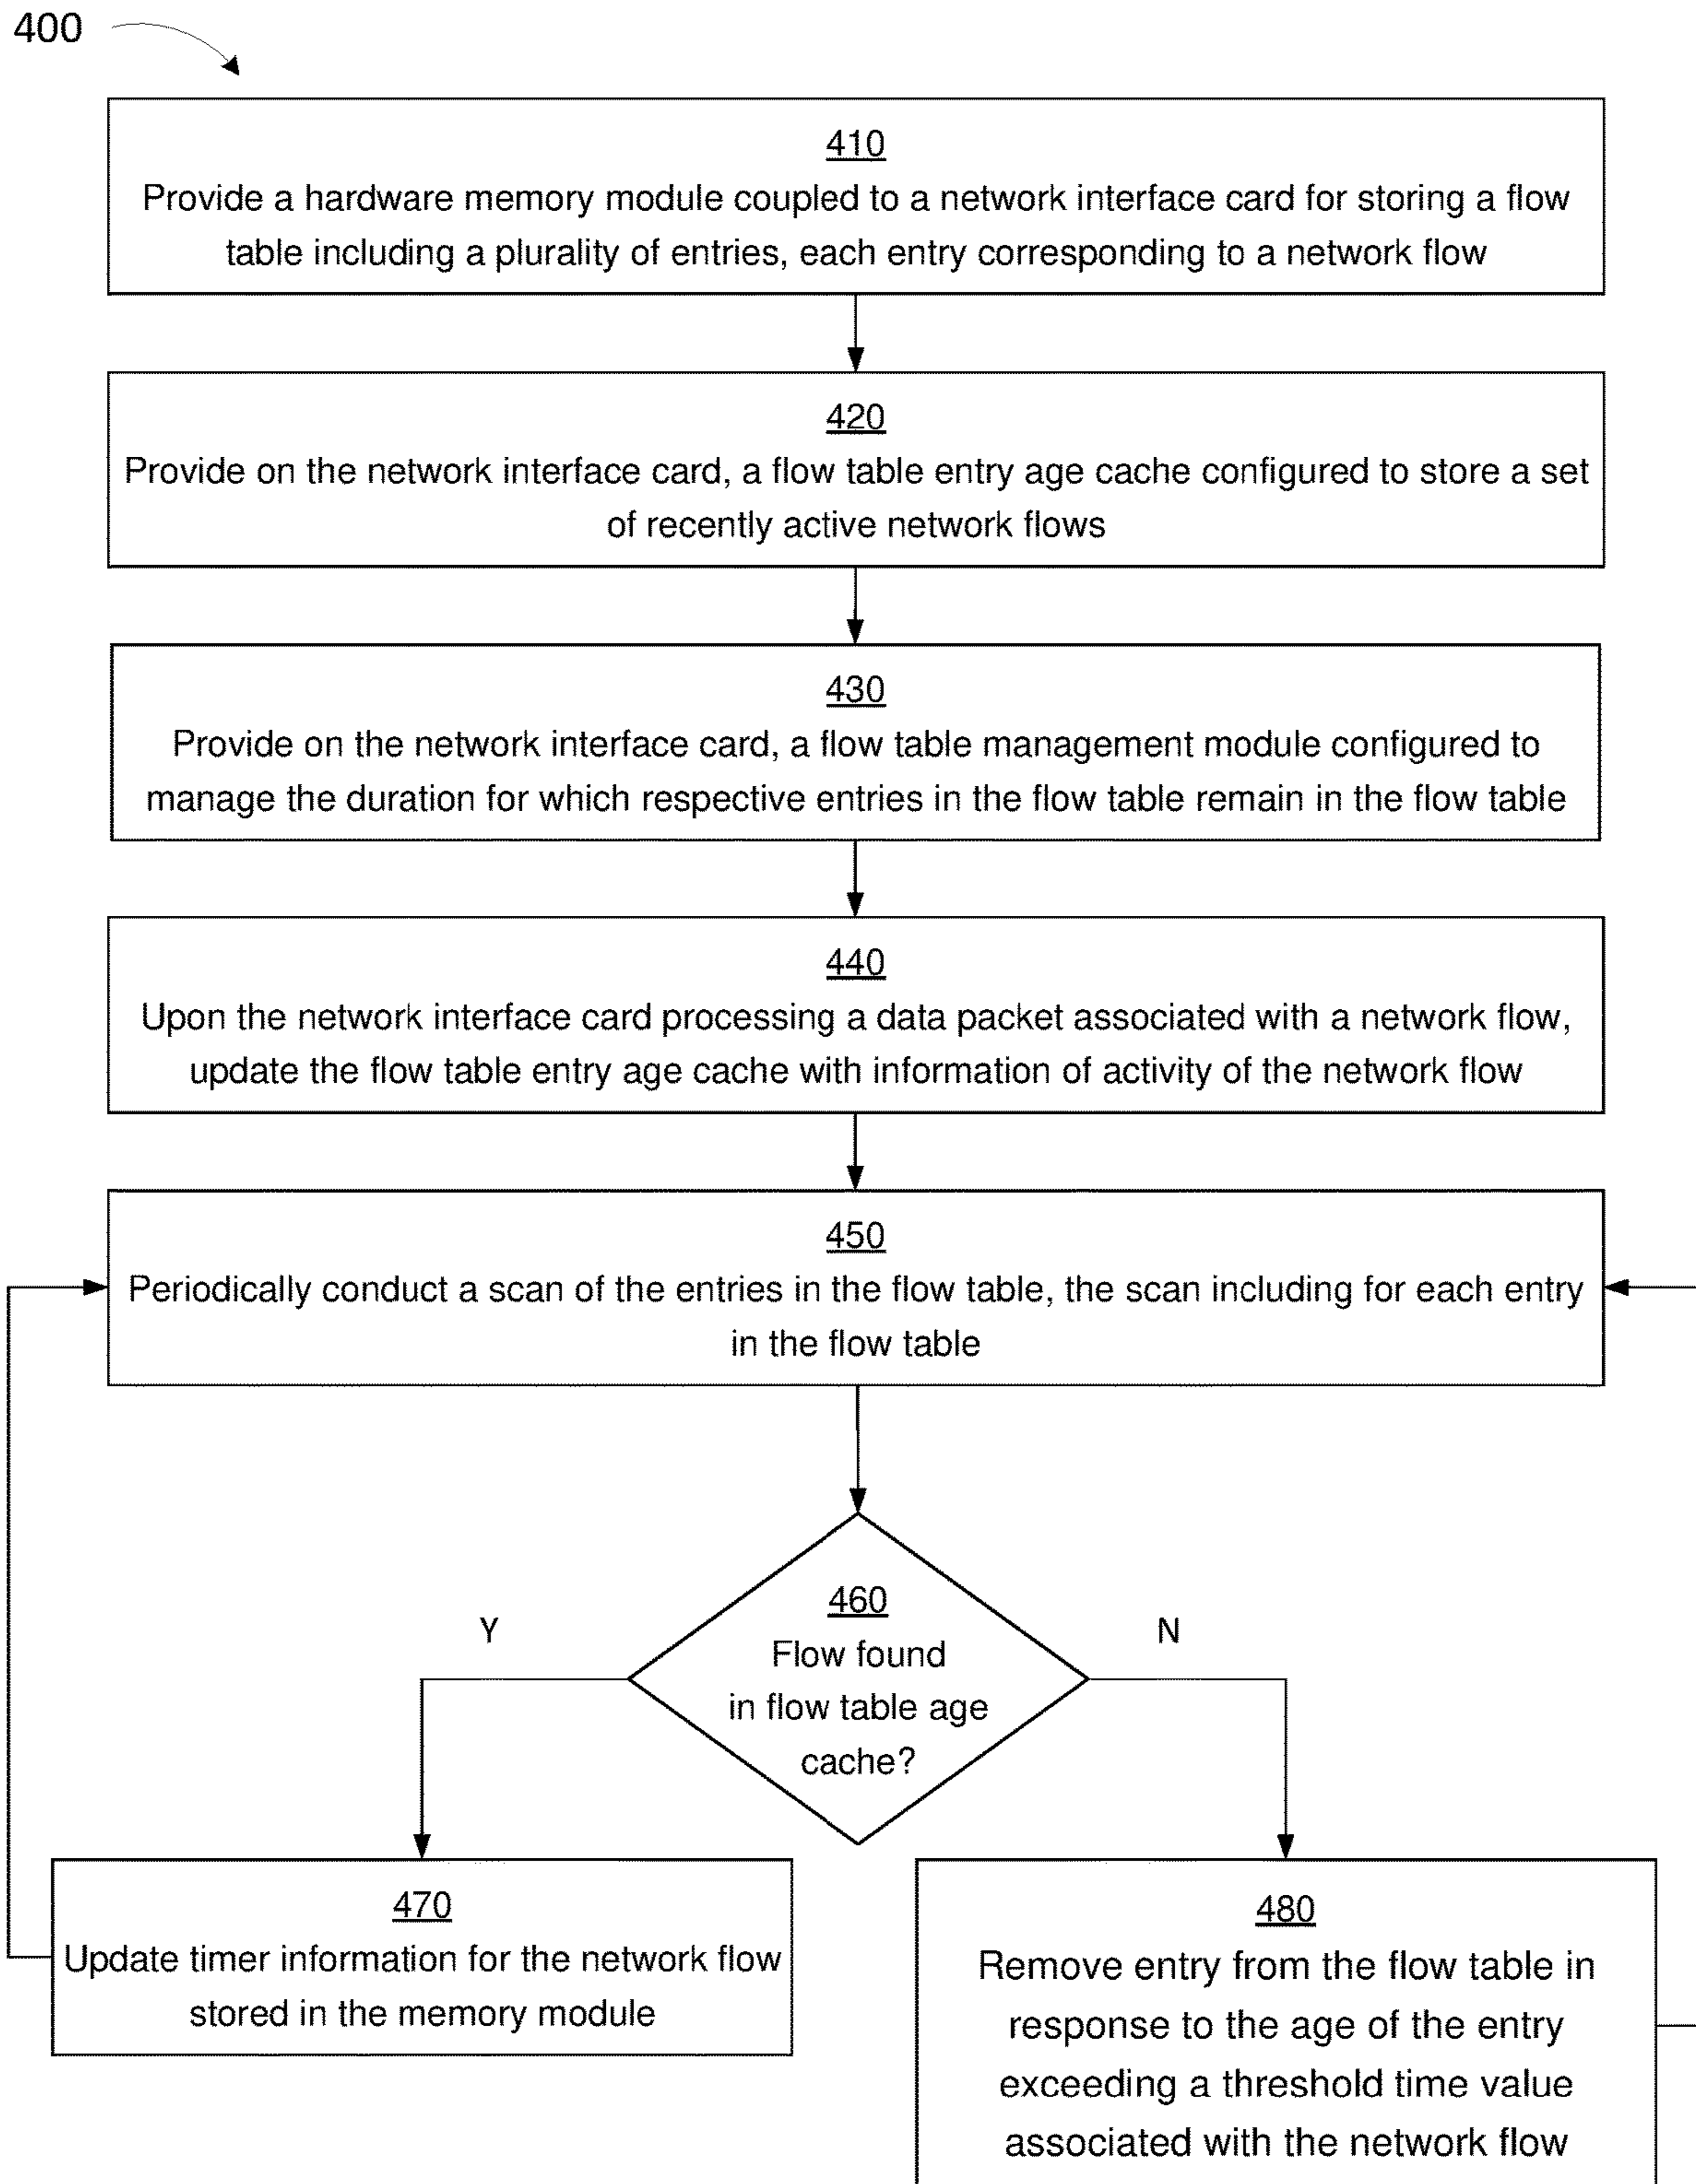 400
410
Provide a hardware memory module coupled to a network interface card for storing a flow
table including a plurality of entries, each entry corresponding to a network flow
420
Provide on the network interface card, a flow table entry age cache configured to store a set
of recently active network flows
430
Provide on the network interface card, a flow table management module configured to
manage the duration for which respective entries in the flow table remain in the flow table
440
Upon the network interface card processing a data packet associated with a network flow,
update the flow table entry age cache with information of activity of the network flow
450
Periodically conduct a scan of the entries in the flow table, the scan including for each entry
in the flow table
460
Flow found
in flow table age
cache?
Y
N
470
Update timer information for the network flow
stored in the memory module
480
Remove entry from the flow table in
response to the age of the entry
exceeding a threshold time value
associated with the network flow